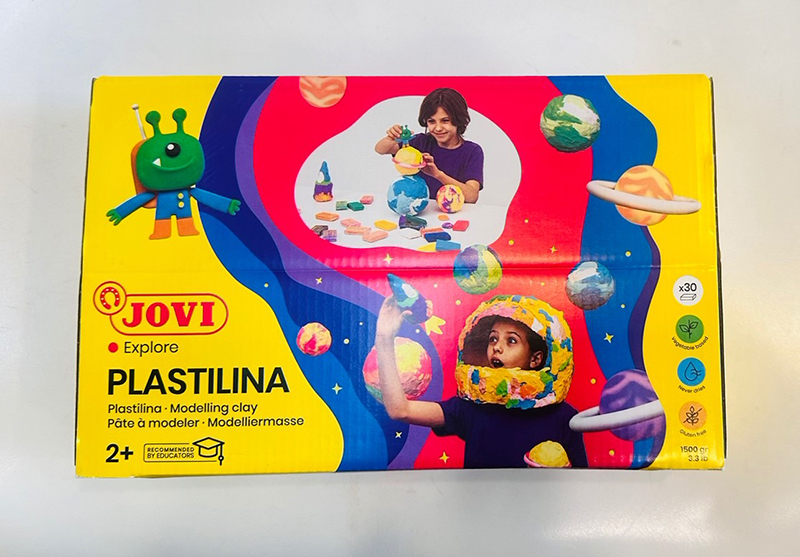 JOVI
Explore
PLASTILINA
Plastilina · Modelling clay
Pâte à modeler · Modelliermasse
2+
RECOMMENDED
BY EDUCATORS
x30
Vegetable based
Never dries
Gluten free
1500 gr
3.3 lb